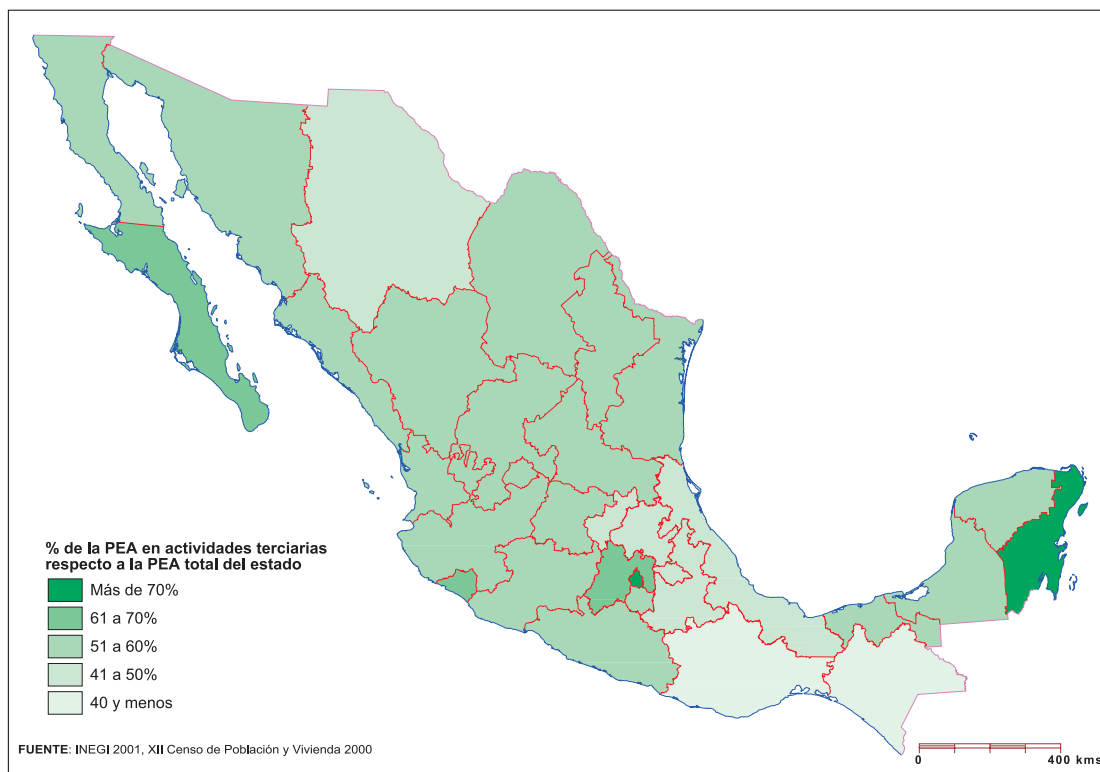 % de la PEA en actividades terciarias
respecto a la PEA total del estado
Más de 70%
61 a 70%
51 a 60%
41 a 50%
40 y menos
FUENTE: INEGI 2001, XII Censo de Población y Vivienda 2000
0 400 kms